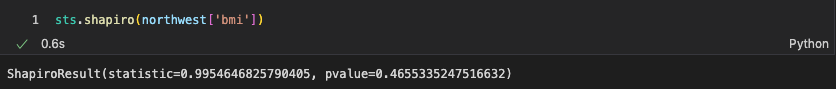 1 sts.shapiro(northwest['bmi'])
✓ 0.6s Python
ShapiroResult(statistic=0.9954646825790405, pvalue=0.4655335247516632)